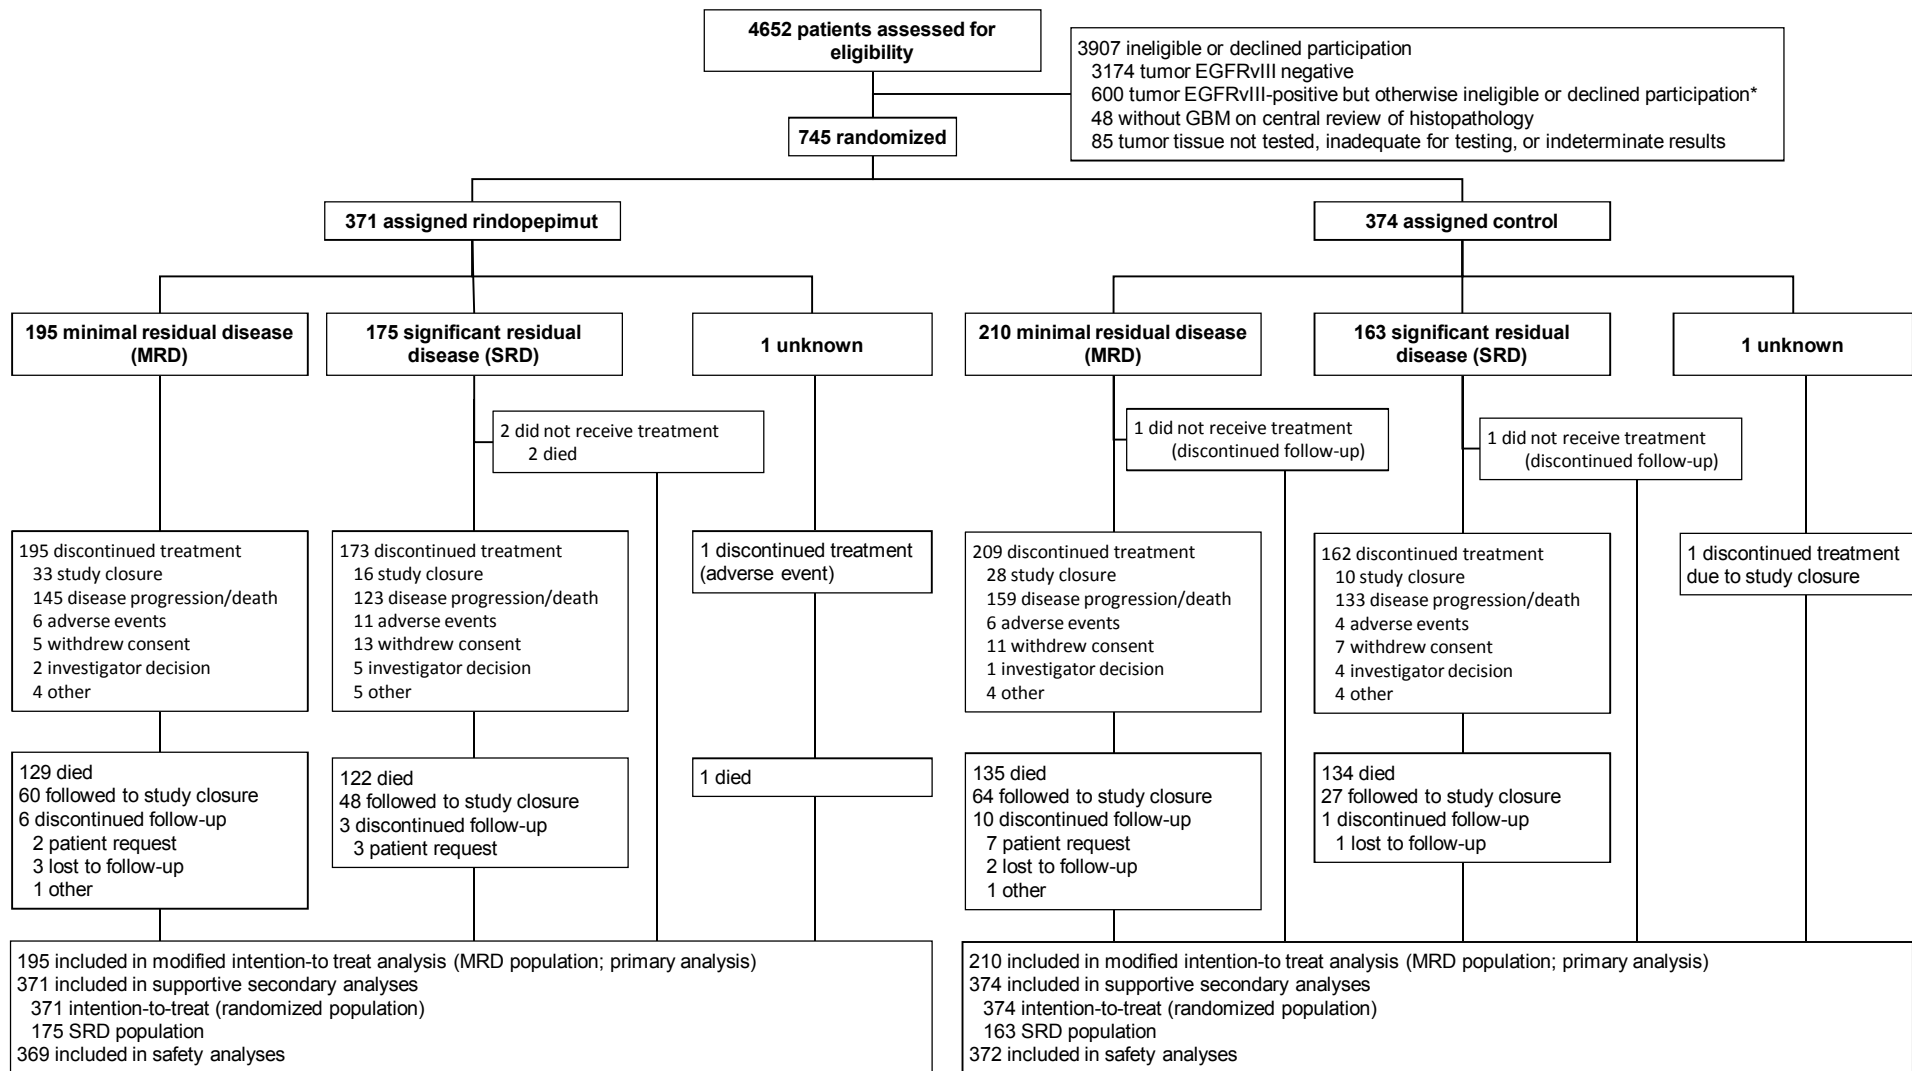 4652 patients assessed for
eligibility
3907 ineligible or declined participation
3174 tumor EGFRvIII negative
600 tumor EGFRvIII-positive but otherwise ineligible or declined participation*
48 without GBM on central review of histopathology
85 tumor tissue not tested, inadequate for testing, or indeterminate results
745 randomized
371 assigned rindopepimut
374 assigned control
195 minimal residual disease
(MRD)
175 significant residual
disease (SRD)
1 unknown
210 minimal residual disease
(MRD)
163 significant residual
disease (SRD)
1 unknown
2 did not receive treatment
2 died
1 did not receive treatment
(discontinued follow-up)
1 did not receive treatment
(discontinued follow-up)
195 discontinued treatment
33 study closure
145 disease progression/death
6 adverse events
5 withdrew consent
2 investigator decision
4 other
173 discontinued treatment
16 study closure
123 disease progression/death
11 adverse events
13 withdrew consent
5 investigator decision
5 other
1 discontinued treatment
(adverse event)
209 discontinued treatment
28 study closure
159 disease progression/death
6 adverse events
11 withdrew consent
1 investigator decision
4 other
162 discontinued treatment
10 study closure
133 disease progression/death
4 adverse events
7 withdrew consent
4 investigator decision
4 other
1 discontinued treatment
due to study closure
129 died
60 followed to study closure
6 discontinued follow-up
2 patient request
3 lost to follow-up
1 other
122 died
48 followed to study closure
3 discontinued follow-up
3 patient request
1 died
135 died
64 followed to study closure
10 discontinued follow-up
7 patient request
2 lost to follow-up
1 other
134 died
27 followed to study closure
1 discontinued follow-up
1 lost to follow-up
195 included in modified intention-to treat analysis (MRD population; primary analysis)
371 included in supportive secondary analyses
371 intention-to-treat (randomized population)
175 SRD population
369 included in safety analyses
210 included in modified intention-to treat analysis (MRD population; primary analysis)
374 included in supportive secondary analyses
374 intention-to-treat (randomized population)
163 SRD population
372 included in safety analyses